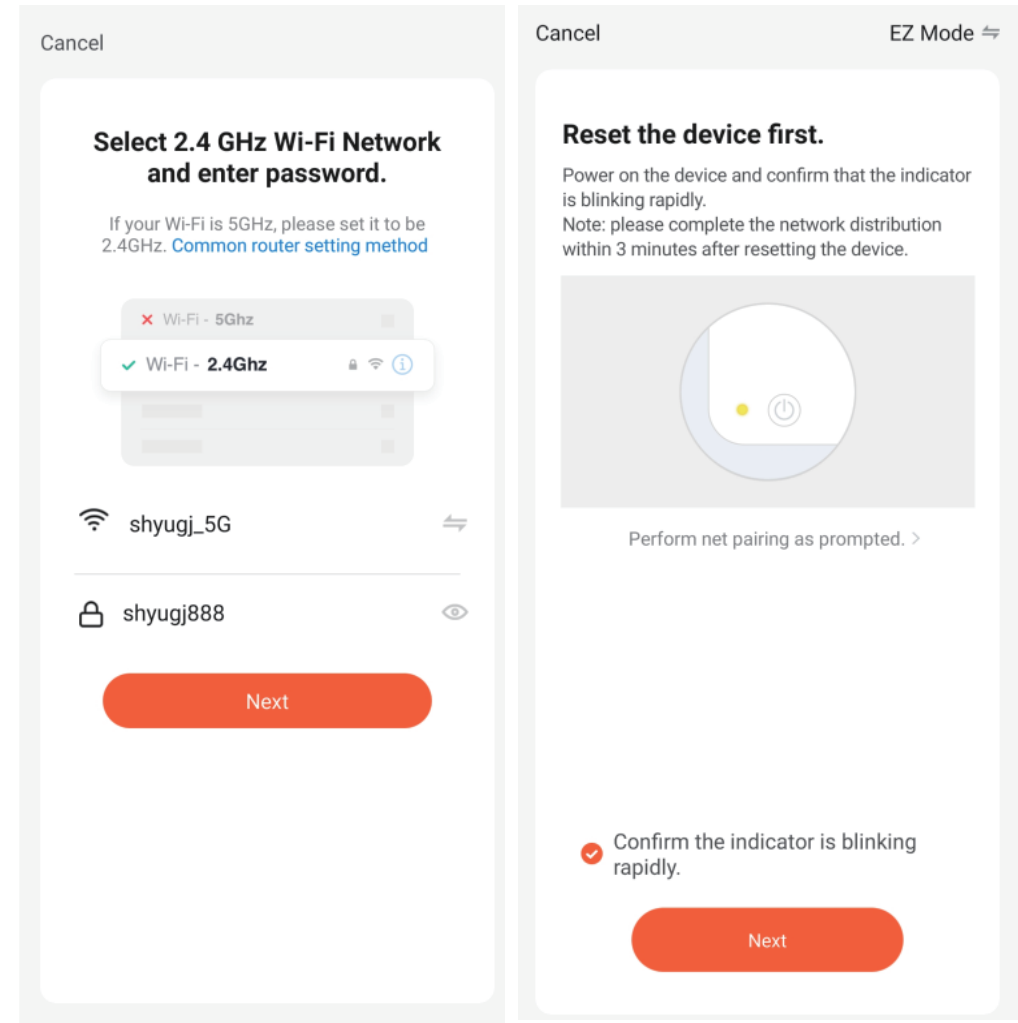 Cancel
Select 2.4 GHz Wi-Fi Network
and enter password.
If your Wi-Fi is 5GHz, please set it to be
2.4GHz. Common router setting method
Wi-Fi - 5Ghz
Wi-Fi - 2.4Ghz
shyugj_5G
shyugj888
Next
Cancel
EZ Mode
Reset the device first.
Power on the device and confirm that the indicator
is blinking rapidly.
Note: please complete the network distribution
within 3 minutes after resetting the device.
Perform net pairing as prompted.
Confirm the indicator is blinking
rapidly.
Next